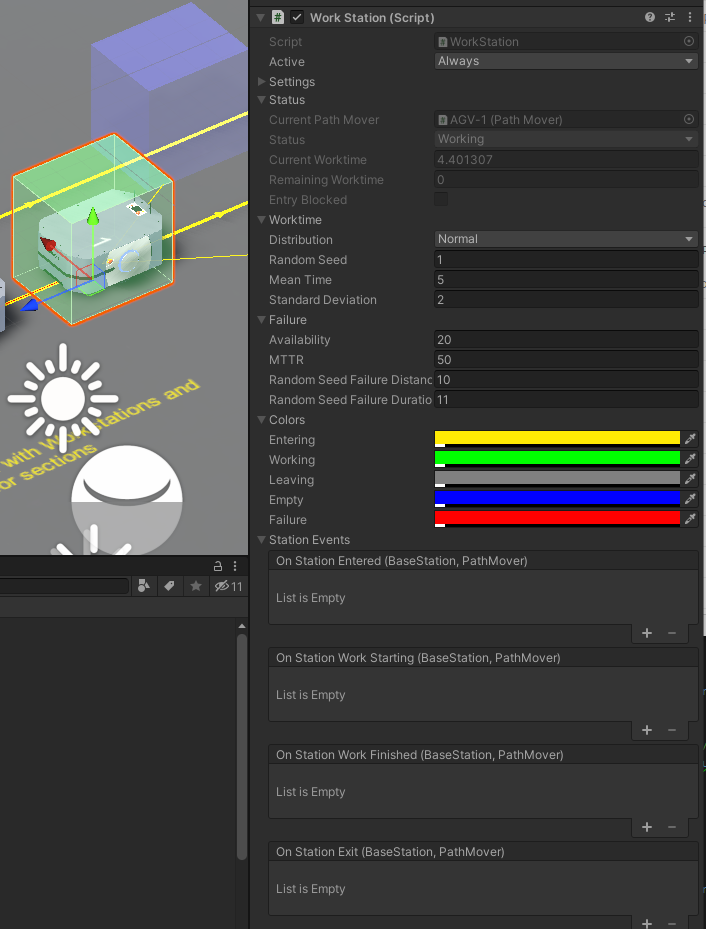 Work Station (Script)
Script WorkStation
Active Always
Settings
Status
Current Path Mover AGV-1 (Path Mover)
Status Working
Current Worktime 4.401307
Remaining Worktime 0
Entry Blocked
Worktime
Distribution Normal
Random Seed 1
Mean Time 5
Standard Deviation 2
Failure
Availability 20
MTTR 50
Random Seed Failure Distanc 10
Random Seed Failure Duratio 11
Colors
Entering
Working
Leaving
Empty
Failure
Station Events
On Station Entered (BaseStation, PathMover)
List is Empty
On Station Work Starting (BaseStation, PathMover)
List is Empty
On Station Work Finished (BaseStation, PathMover)
List is Empty
On Station Exit (BaseStation, PathMover)
List is Empty
with Workstations and
or sections
11